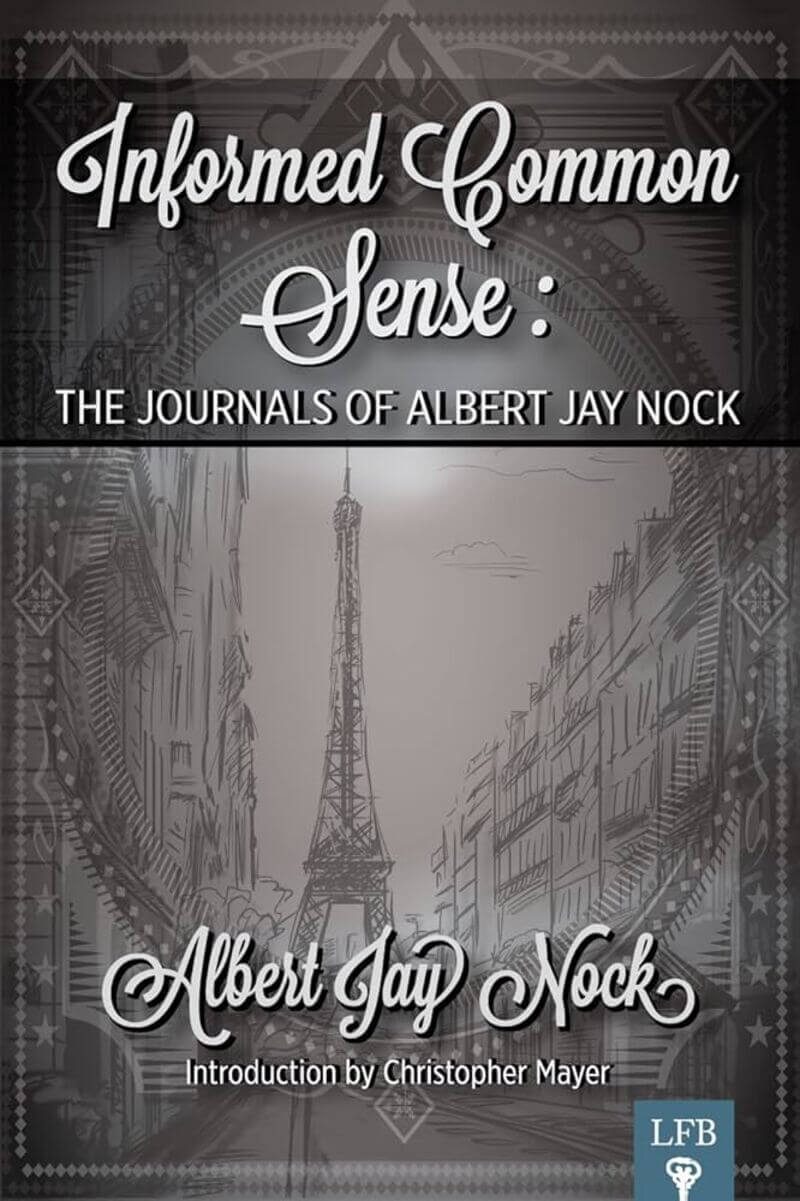 Informed Common
Sense :
THE JOURNALS OF ALBERT JAY NOCK
Albert Jay Nock
Introduction by Christopher Mayer
LFB